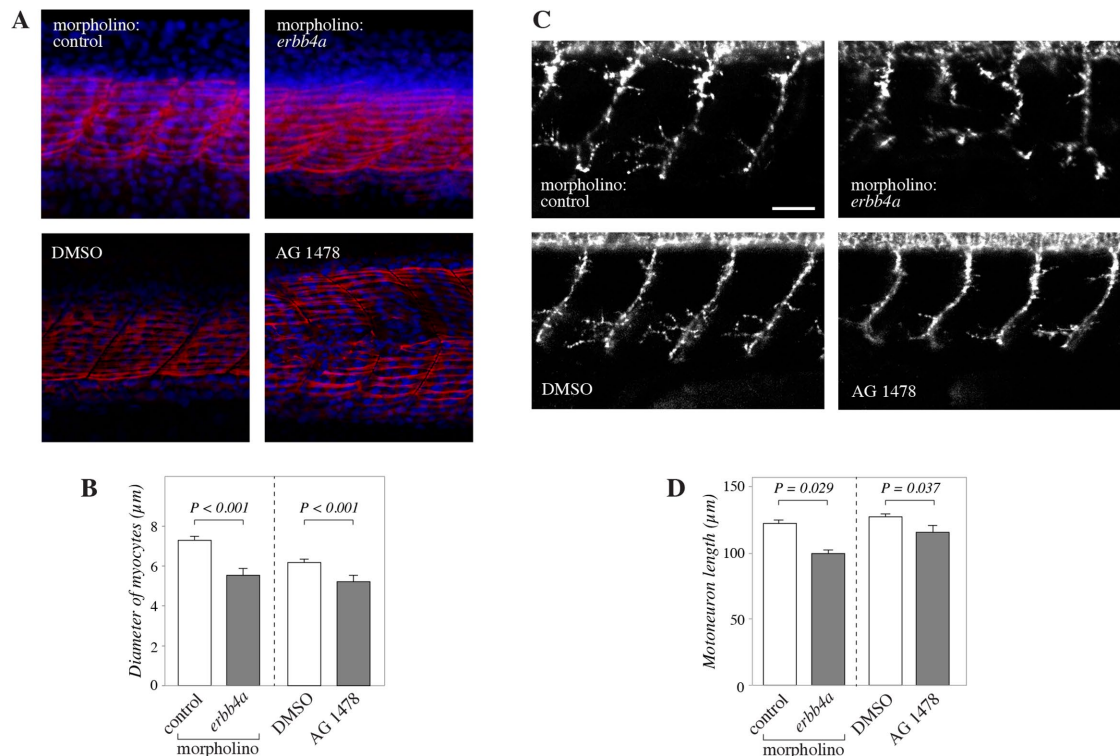 A
morpholino:
control
morpholino:
erbb4a
DMSO
AG 1478
B
Diameter of myocytes (μm)
8
6
4
2
0
P < 0.001
P < 0.001
control
erbb4a
DMSO
AG 1478
morpholino
C
morpholino:
control
morpholino:
erbb4a
DMSO
AG 1478
D
Motoneuron length (μm)
150
100
50
0
P = 0.029
P = 0.037
control
erbb4a
DMSO
AG 1478
morpholino